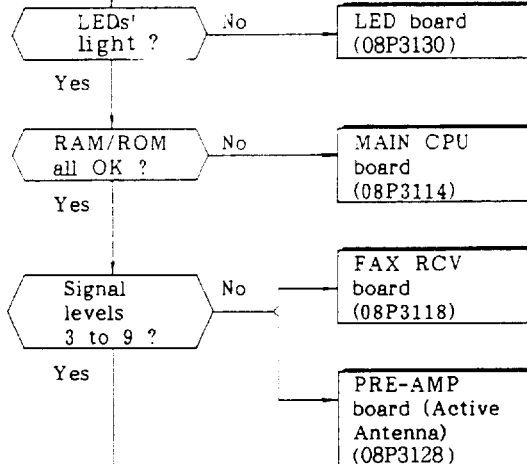 LEDs'
light ?
No
LED board
(08P3130)
Yes
RAM/ROM
all OK ?
No
MAIN CPU
board
(08P3114)
Yes
Signal
levels
3 to 9 ?
No
FAX RCV
board
(08P3118)
Yes
PRE-AMP
board (Active
Antenna)
(08P3128)